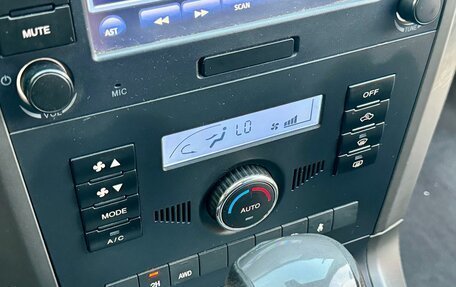 AST
SCAN
MUTE
TUNE
VOL
MIC
OFF
LO
AUTO
MODE
A/C
2H
AWD